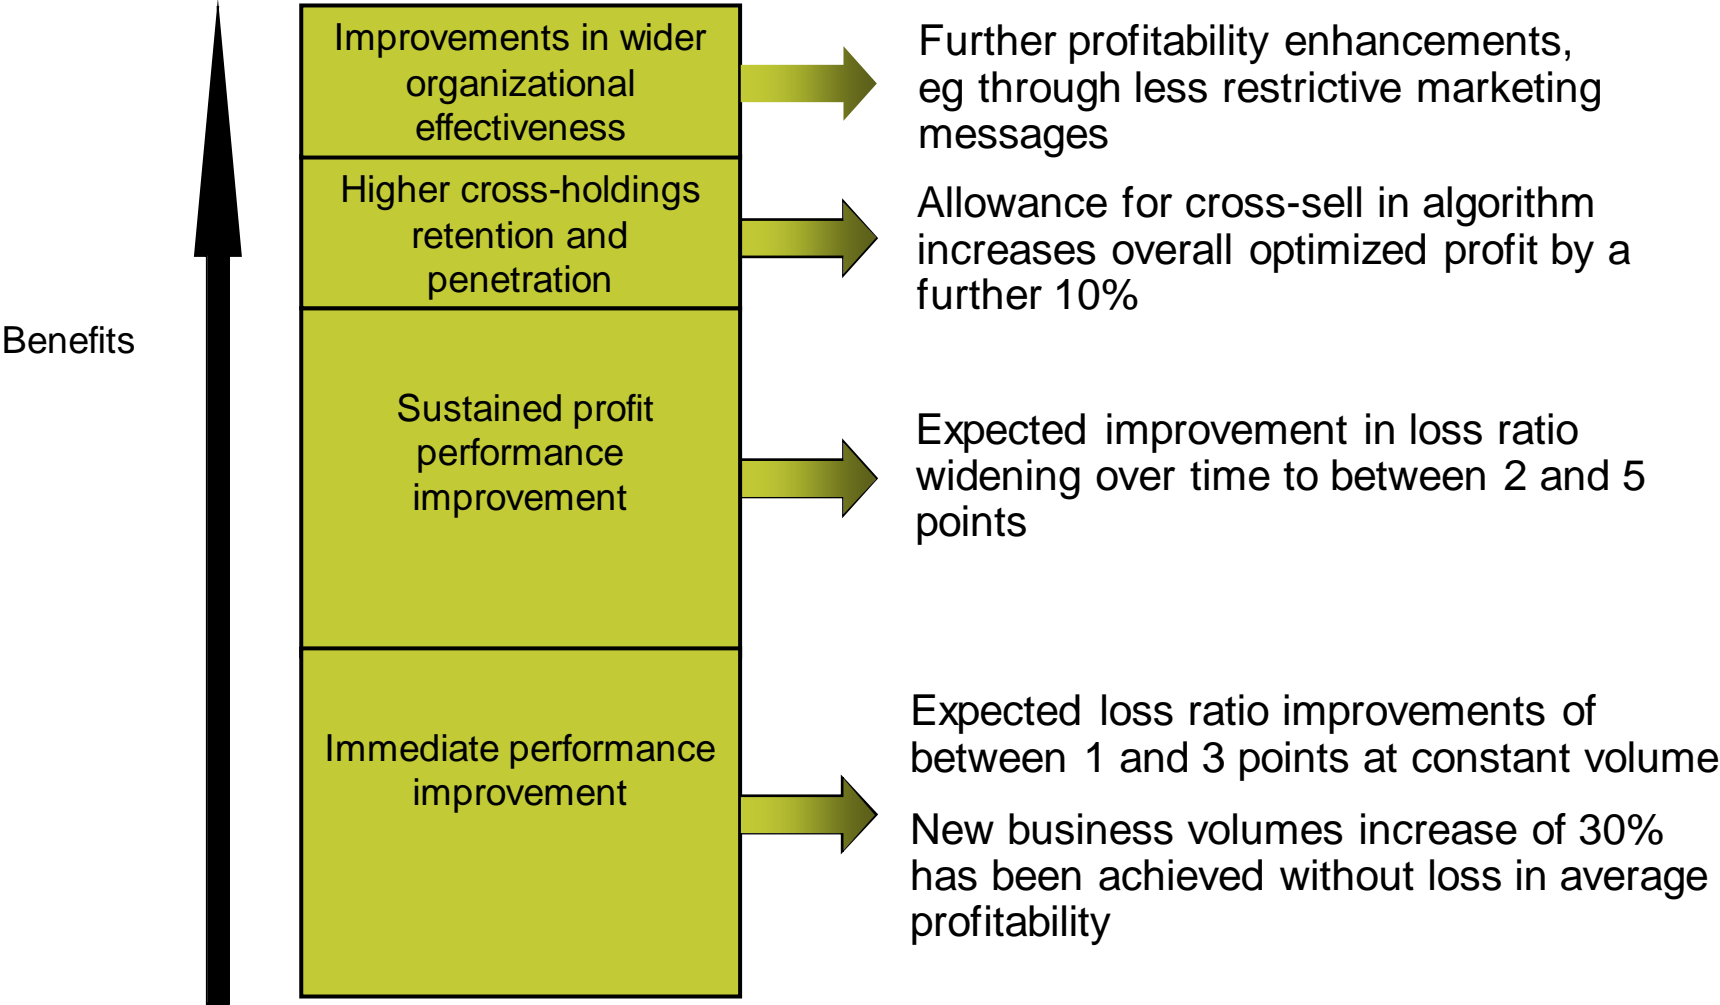 Improvements in wider
organizational
effectiveness
Further profitability enhancements,
eg through less restrictive marketing
messages
Higher cross-holdings
retention and
penetration
Allowance for cross-sell in algorithm
increases overall optimized profit by a
further 10%
Benefits
Sustained profit
performance
improvement
Expected improvement in loss ratio
widening over time to between 2 and 5
points
Immediate performance
improvement
Expected loss ratio improvements of
between 1 and 3 points at constant volume
New business volumes increase of 30%
has been achieved without loss in average
profitability